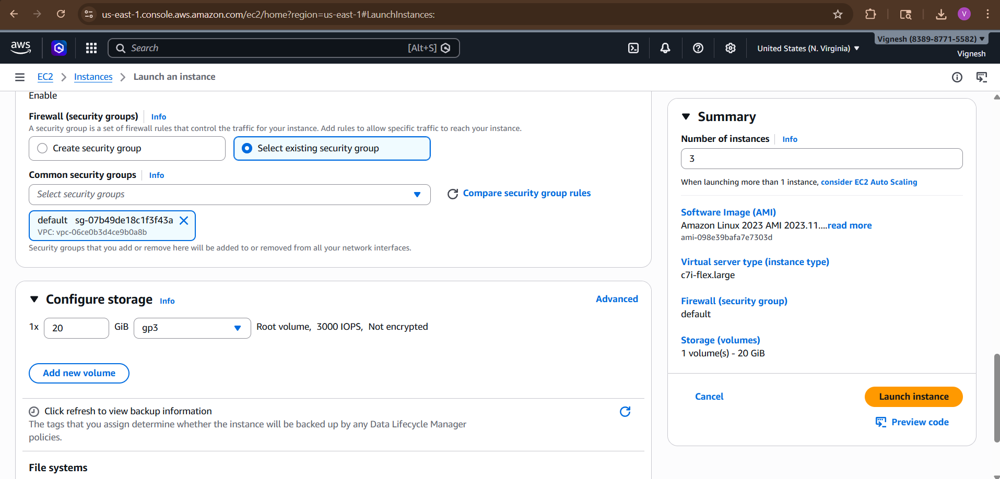 us-east-1.console.aws.amazon.com/ec2/home?region=us-east-1#LaunchInstances:
V
aws
Search
[Alt+S]
United States (N. Virginia)
Vignesh (8389-8771-5582)
Vignesh
EC2
Instances
Launch an instance
Enable
Firewall (security groups)
Info
A security group is a set of firewall rules that control the traffic for your instance. Add rules to allow specific traffic to reach your instance.
Create security group
Select existing security group
Common security groups
Info
Select security groups
Compare security group rules
default sg-07b49de18c1f3f43a
VPC: vpc-06ce0b3d4ce9b0a8b
Security groups that you add or remove here will be added to or removed from all your network interfaces.
Configure storage
Info
Advanced
1x
20
GiB
gp3
Root volume, 3000 IOPS, Not encrypted
Add new volume
Click refresh to view backup information
The tags that you assign determine whether the instance will be backed up by any Data Lifecycle Manager
policies.
File systems
Summary
Number of instances
Info
3
When launching more than 1 instance, consider EC2 Auto Scaling
Software Image (AMI)
Amazon Linux 2023 AMI 2023.11....read more
ami-098e39bafa7e7303d
Virtual server type (instance type)
c7i-flex.large
Firewall (security group)
default
Storage (volumes)
1 volume(s) - 20 GiB
Cancel
Launch instance
Preview code